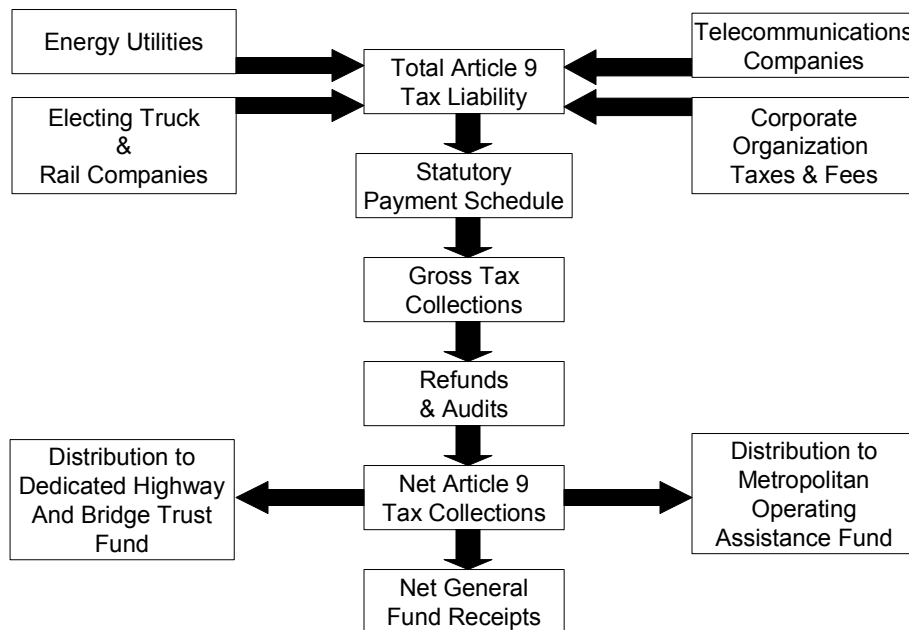 Energy Utilities
Telecommunications
Companies
Total Article 9
Tax Liability
Electing Truck
&
Rail Companies
Corporate
Organization
Taxes & Fees
Statutory
Payment Schedule
Gross Tax
Collections
Refunds
& Audits
Distribution to
Dedicated Highway
And Bridge Trust
Fund
Net Article 9
Tax Collections
Distribution to
Metropolitan
Operating
Assistance Fund
Net General
Fund Receipts